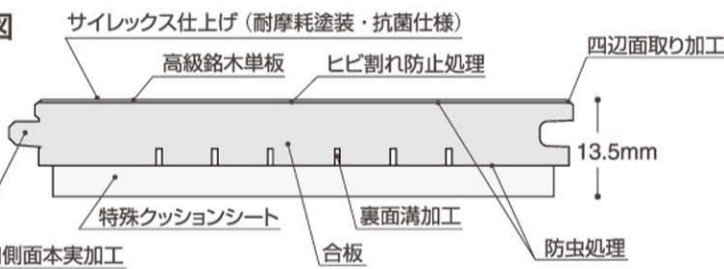 図
サイレックス仕上げ（耐摩耗塗装・抗菌仕様）
四辺面取り加工
高級銘木単板
ヒビ割れ防止処理
13.5mm
特殊クッションシート
裏面溝加工
側面本実加工
合板
防虫処理